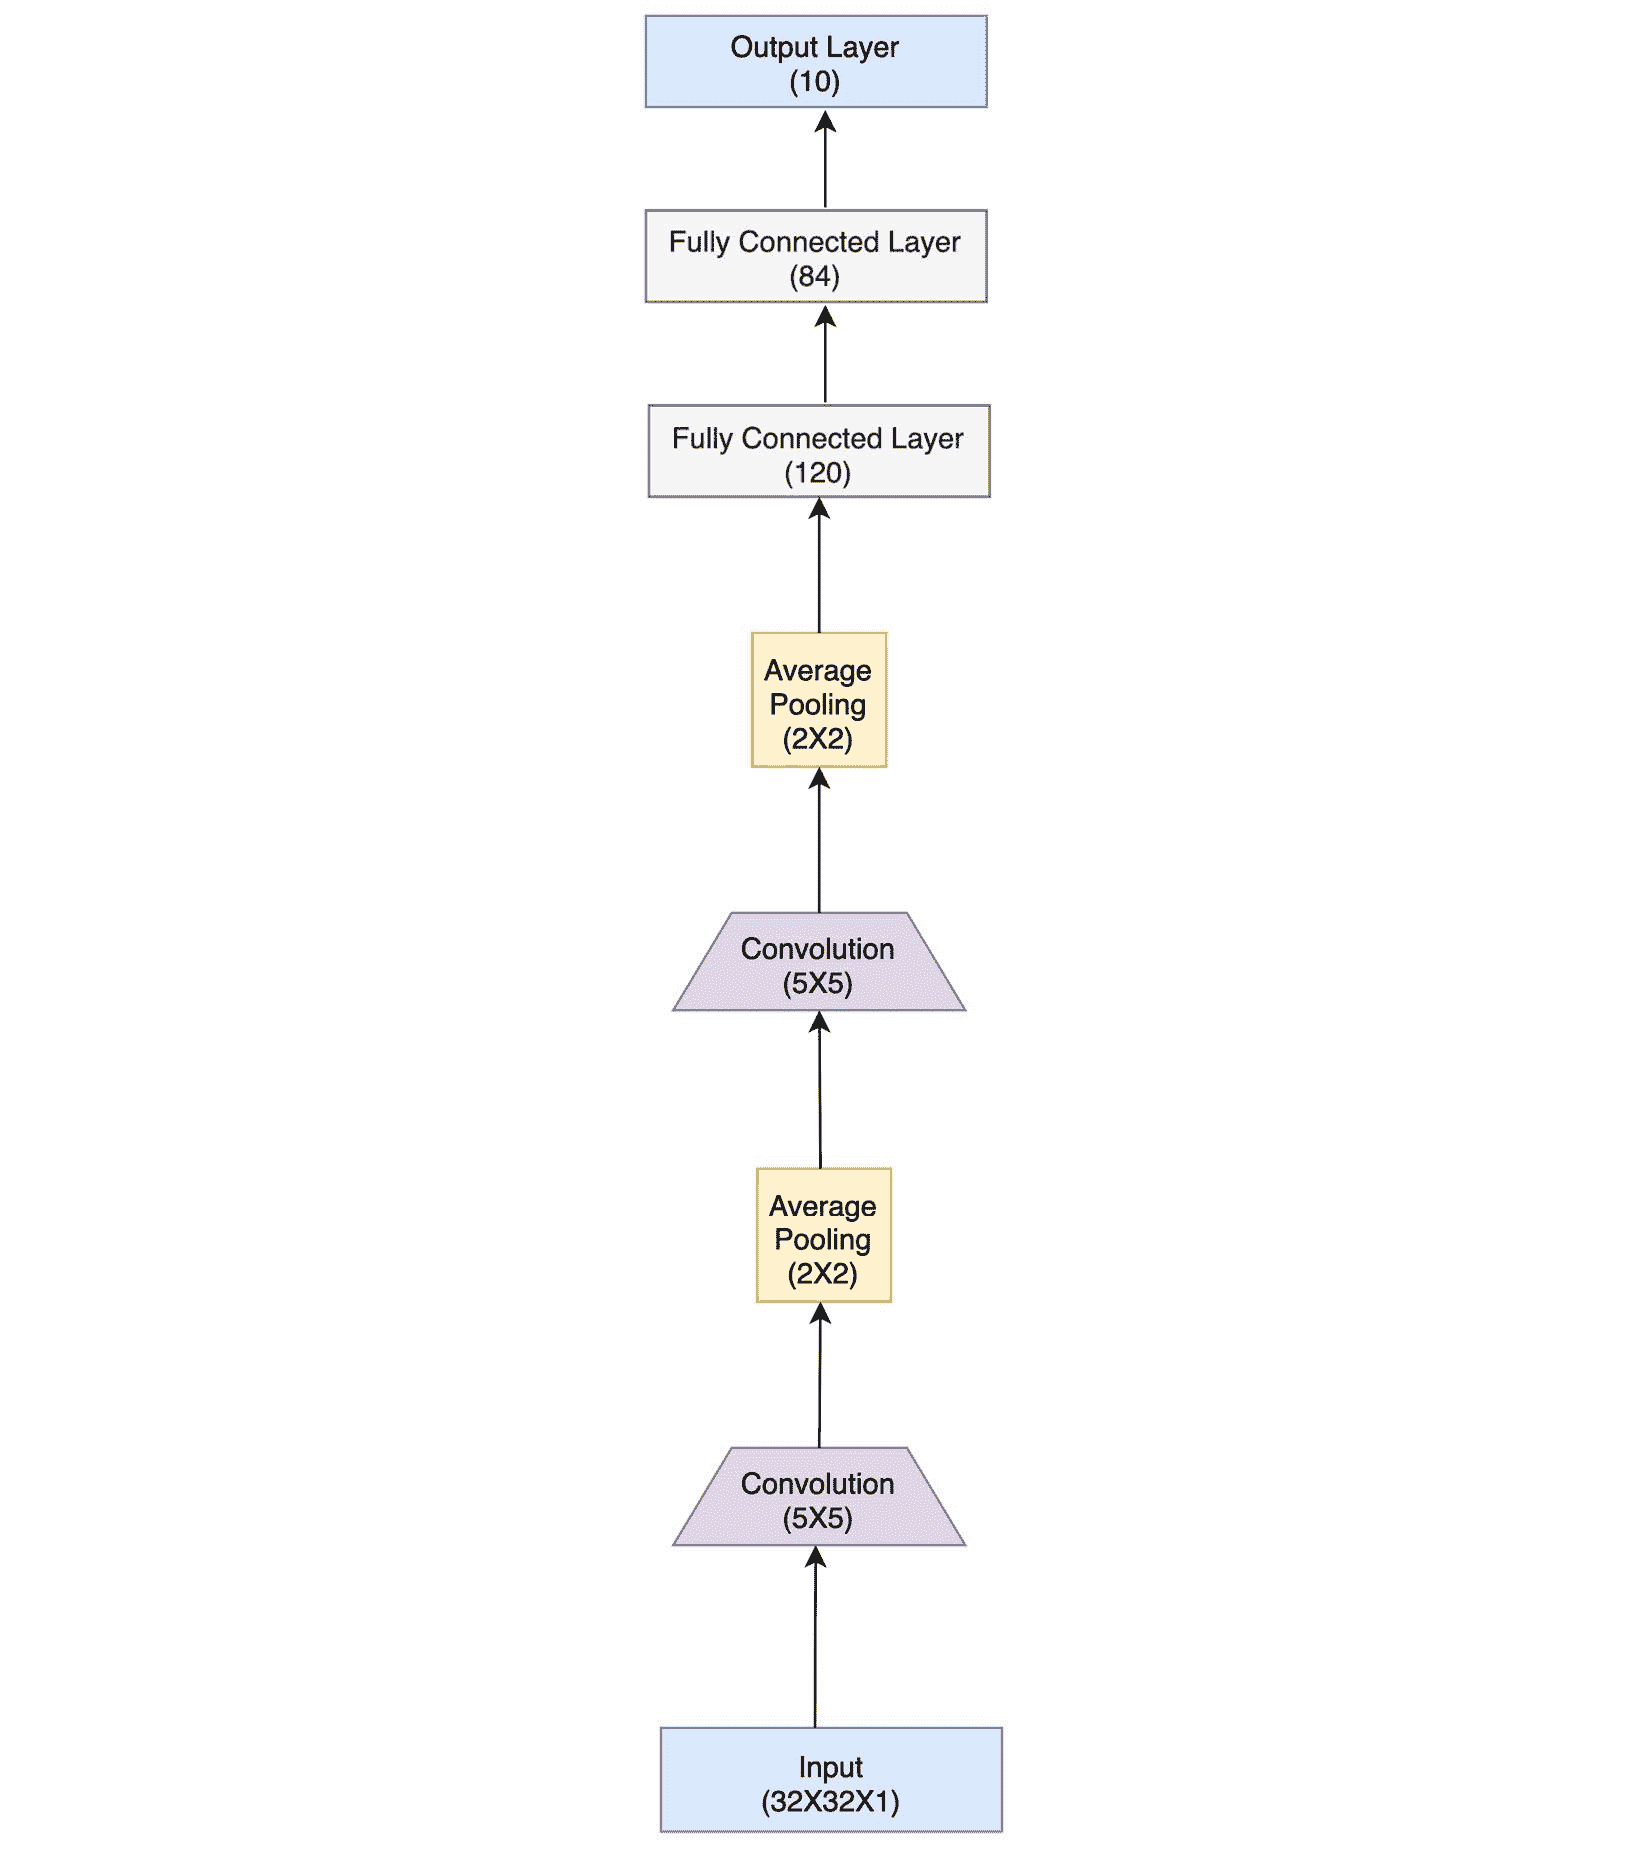 Output Layer
(10)
Fully Connected Layer
(84)
Fully Connected Layer
(120)
Average
Pooling
(2X2)
Convolution
(5X5)
Average
Pooling
(2X2)
Convolution
(5X5)
Input
(32X32X1)